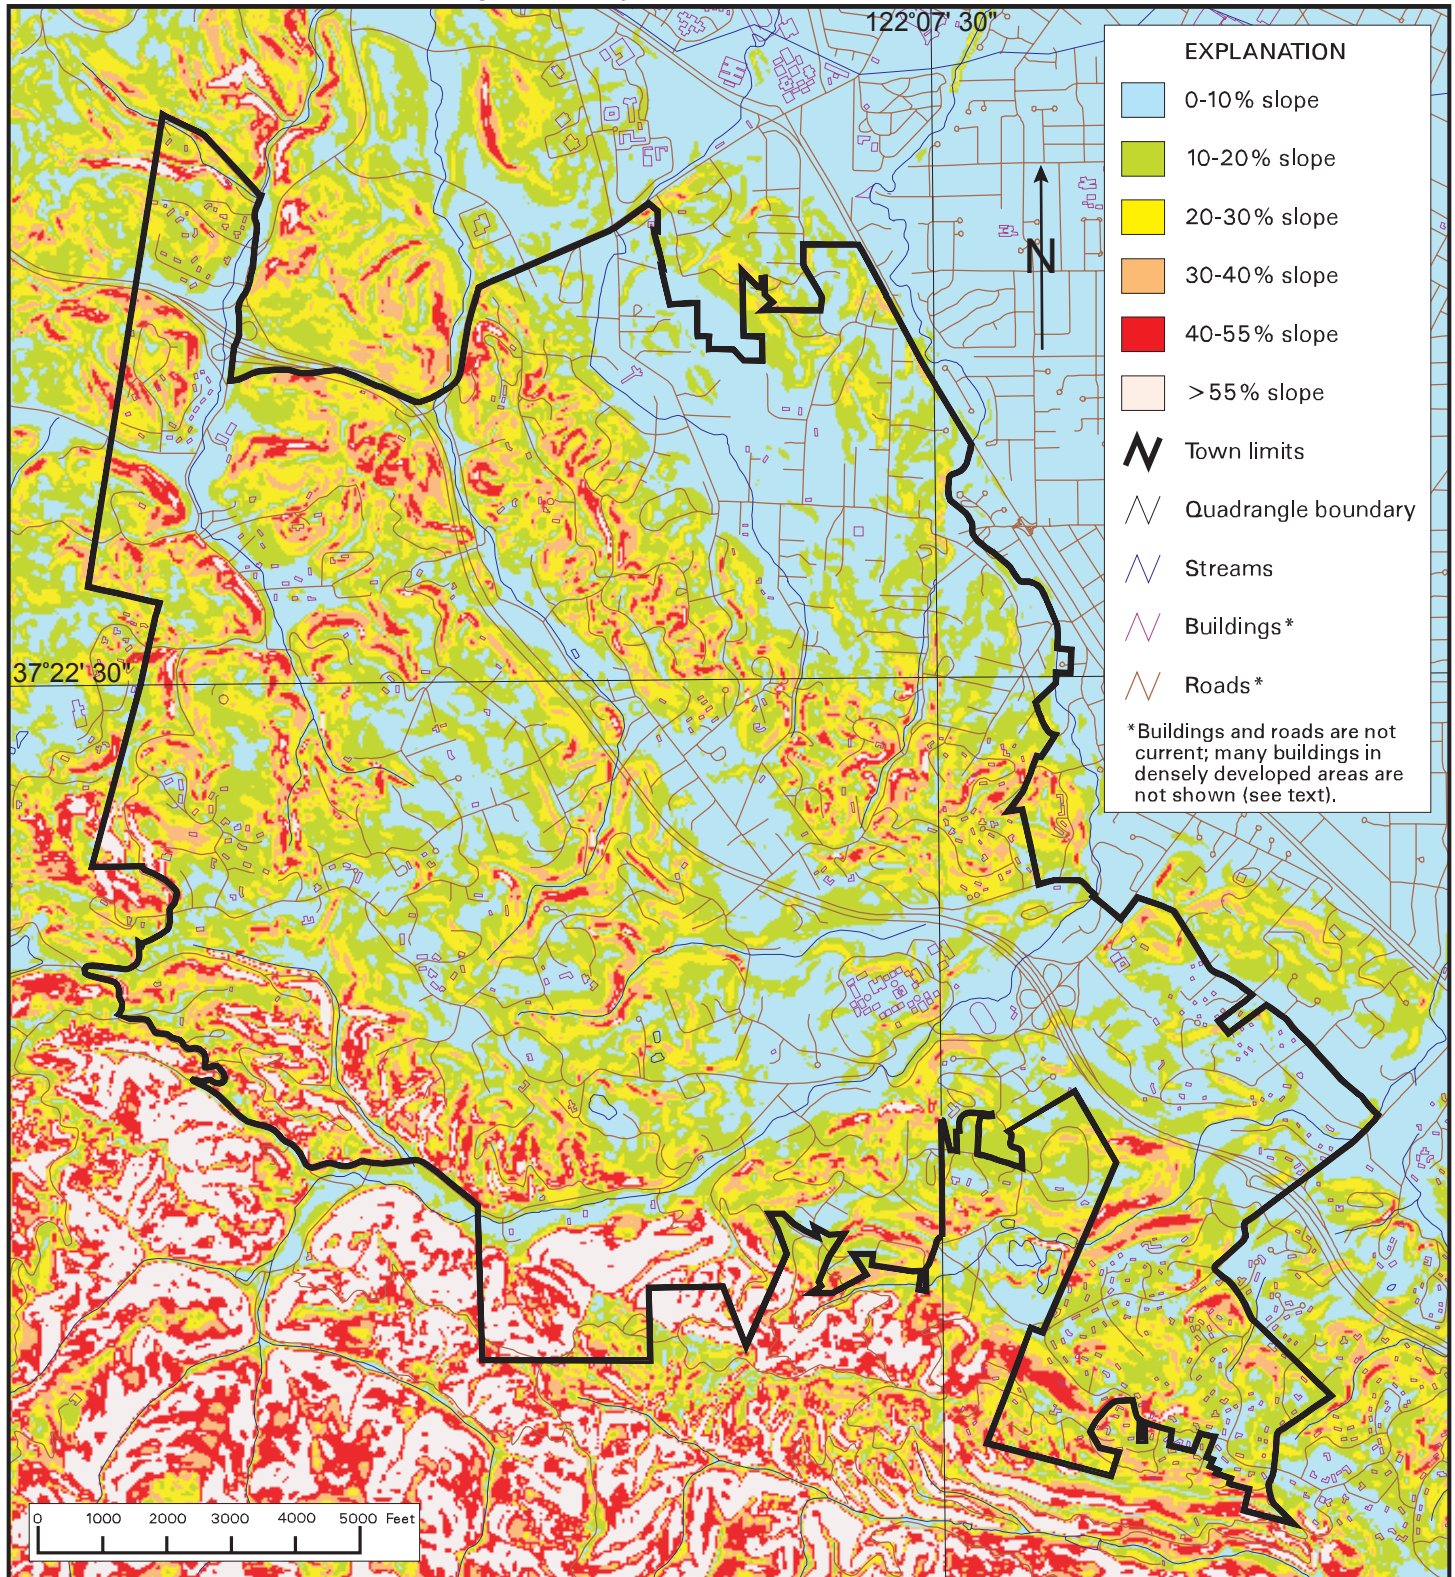 122°07' 30"
EXPLANATION
0-10% slope
10-20% slope
20-30% slope
30-40% slope
40-55% slope
>55% slope
Town limits
Quadrangle boundary
Streams
Buildings*
Roads*
*Buildings and roads are not
current; many buildings in
densely developed areas are
not shown (see text).
N
37°22' 30"
0 1000 2000 3000 4000 5000 Feet